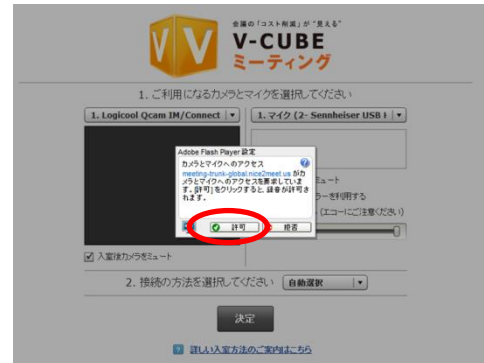 会議の「コスト削減」が“見える”
V-CUBE
ミーティング
1. ご利用になるカメラとマイクを選択してください
1. Logicool Qcam IM/Connect
1. マイク (2- Sennheiser USB
Adobe Flash Player 設定
カメラとマイクへのアクセス
meeting-trunk-global.nice2meet.us がカ
メラとマイクへのアクセスを要求していま
す。[許可]をクリックすると、録音が許可さ
れます。
ミュート
ラーを利用する
(エコーにご注意ください)
許可
拒否
入室後カメラをミュート
2. 接続の方法を選択してください
自動選択
決定
詳しい入室方法のご案内はこちら